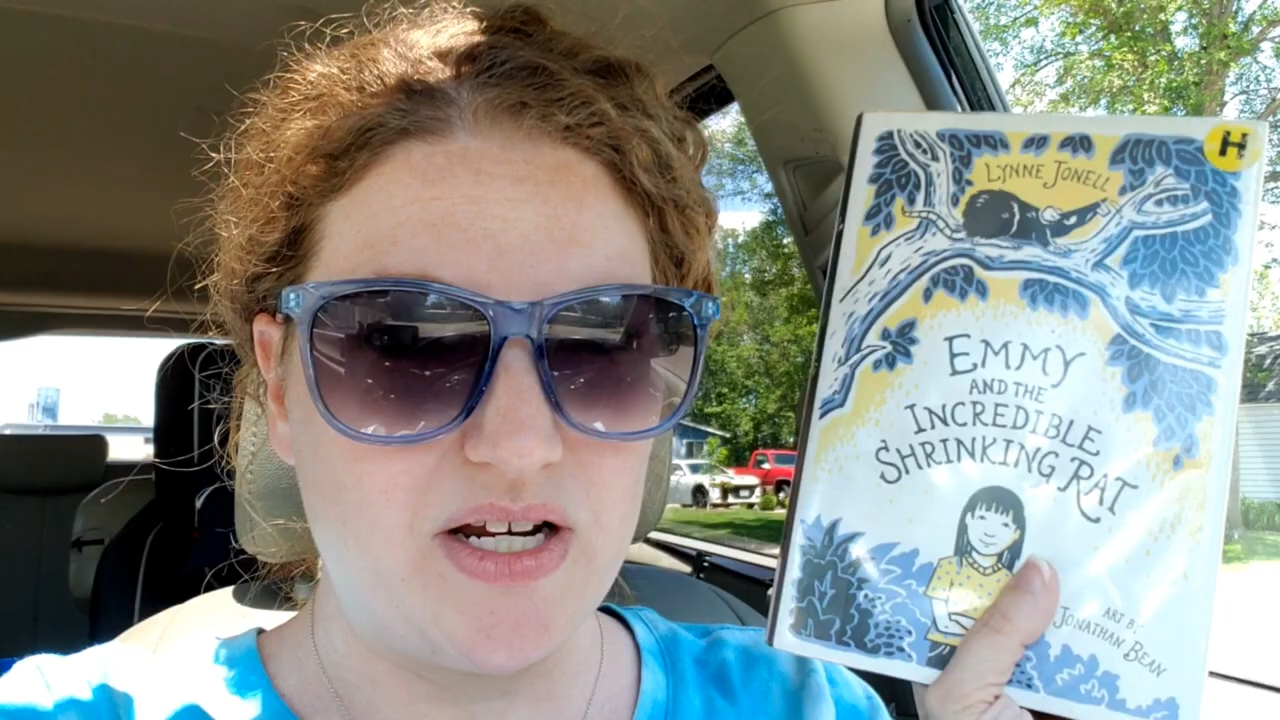 H
LYNNE JONELL
EMMY
AND THE
INCREDIBLE
SHRINKING RAT
ART BY
JONATHAN BEAN